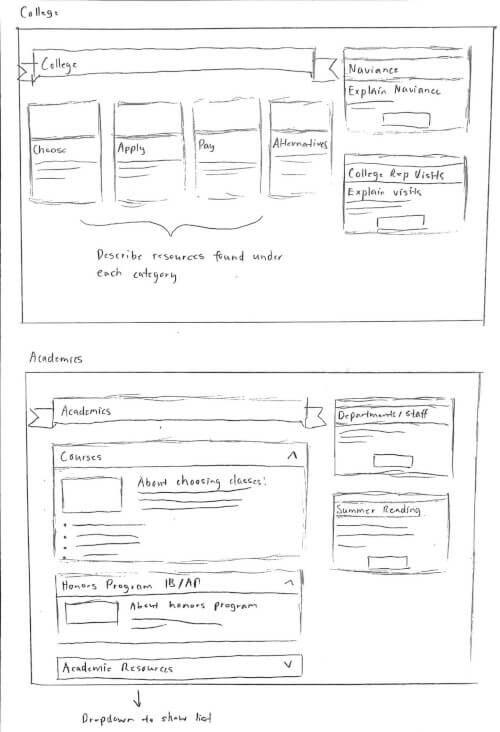 College
College
Naviance
Explain Naviance
Choose
Apply
Pay
Alternatives
College Rep Visits
Explain visits
Describe resources found under
each category
Academics
Academics
Departments/Staff
Courses
About choosing classes:
Summer Reading
Honors Program IB/AP
About honors program
Academic Resources
Dropdown to show list